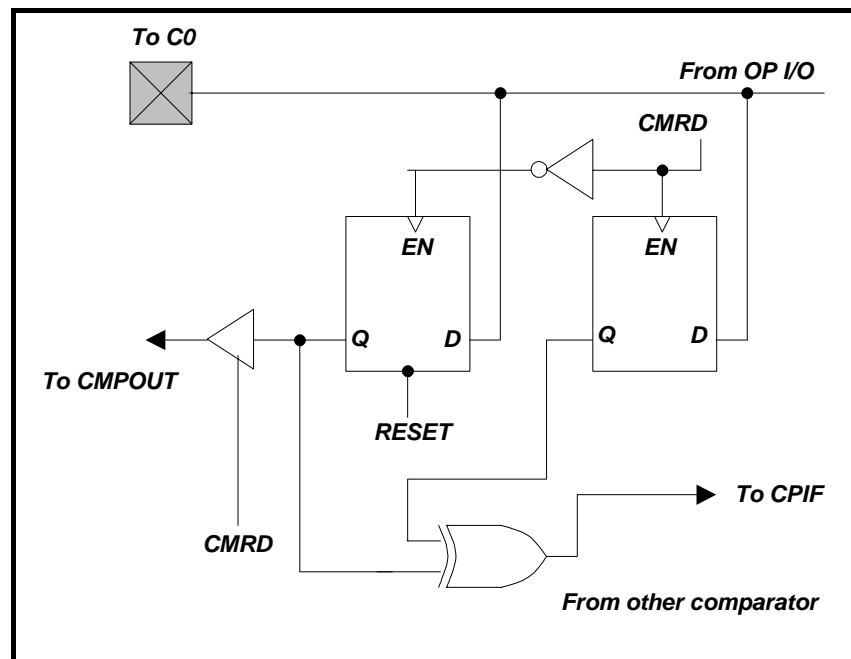 To C0
From OP I/O
CMRD
EN
EN
Q
D
Q
D
To CMPOUT
RESET
To CPIF
CMRD
From other comparator